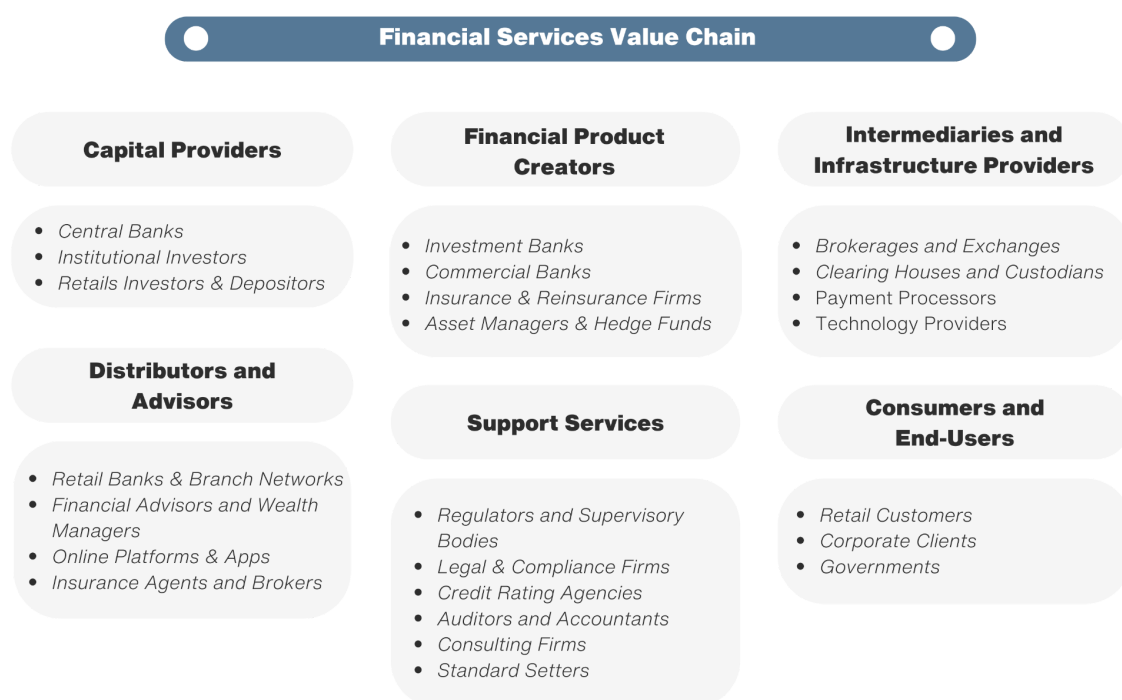 Financial Services Value Chain
Capital Providers
• Central Banks
• Institutional Investors
• Retails Investors & Depositors
Financial Product
Creators
• Investment Banks
• Commercial Banks
• Insurance & Reinsurance Firms
• Asset Managers & Hedge Funds
Intermediaries and
Infrastructure Providers
• Brokerages and Exchanges
• Clearing Houses and Custodians
• Payment Processors
• Technology Providers
Distributors and
Advisors
• Retail Banks & Branch Networks
• Financial Advisors and Wealth
Managers
• Online Platforms & Apps
• Insurance Agents and Brokers
Support Services
• Regulators and Supervisory
Bodies
• Legal & Compliance Firms
• Credit Rating Agencies
• Auditors and Accountants
• Consulting Firms
• Standard Setters
Consumers and
End-Users
• Retail Customers
• Corporate Clients
• Governments